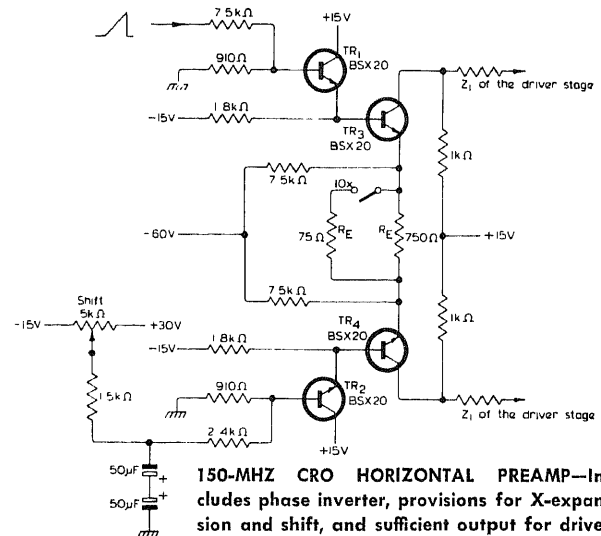 +15V
7.5kΩ
910Ω
TR1
BSX20
-15V
1.8kΩ
TR3
BSX20
Z1 of the driver stage
1kΩ
7.5kΩ
10x
-60V
75Ω
RE
RE
750Ω
+15V
7.5kΩ
Shift
5kΩ
-15V
+30V
1kΩ
TR4
BSX20
-15V
1.8kΩ
910Ω
TR2
BSX20
1.5kΩ
2.4kΩ
Z1 of the driver stage
+15V
50µF
+
50µF
+
150-MHZ CRO HORIZONTAL PREAMP—In
cludes phase inverter, provisions for X-expan
sion and shift, and sufficient output for drive